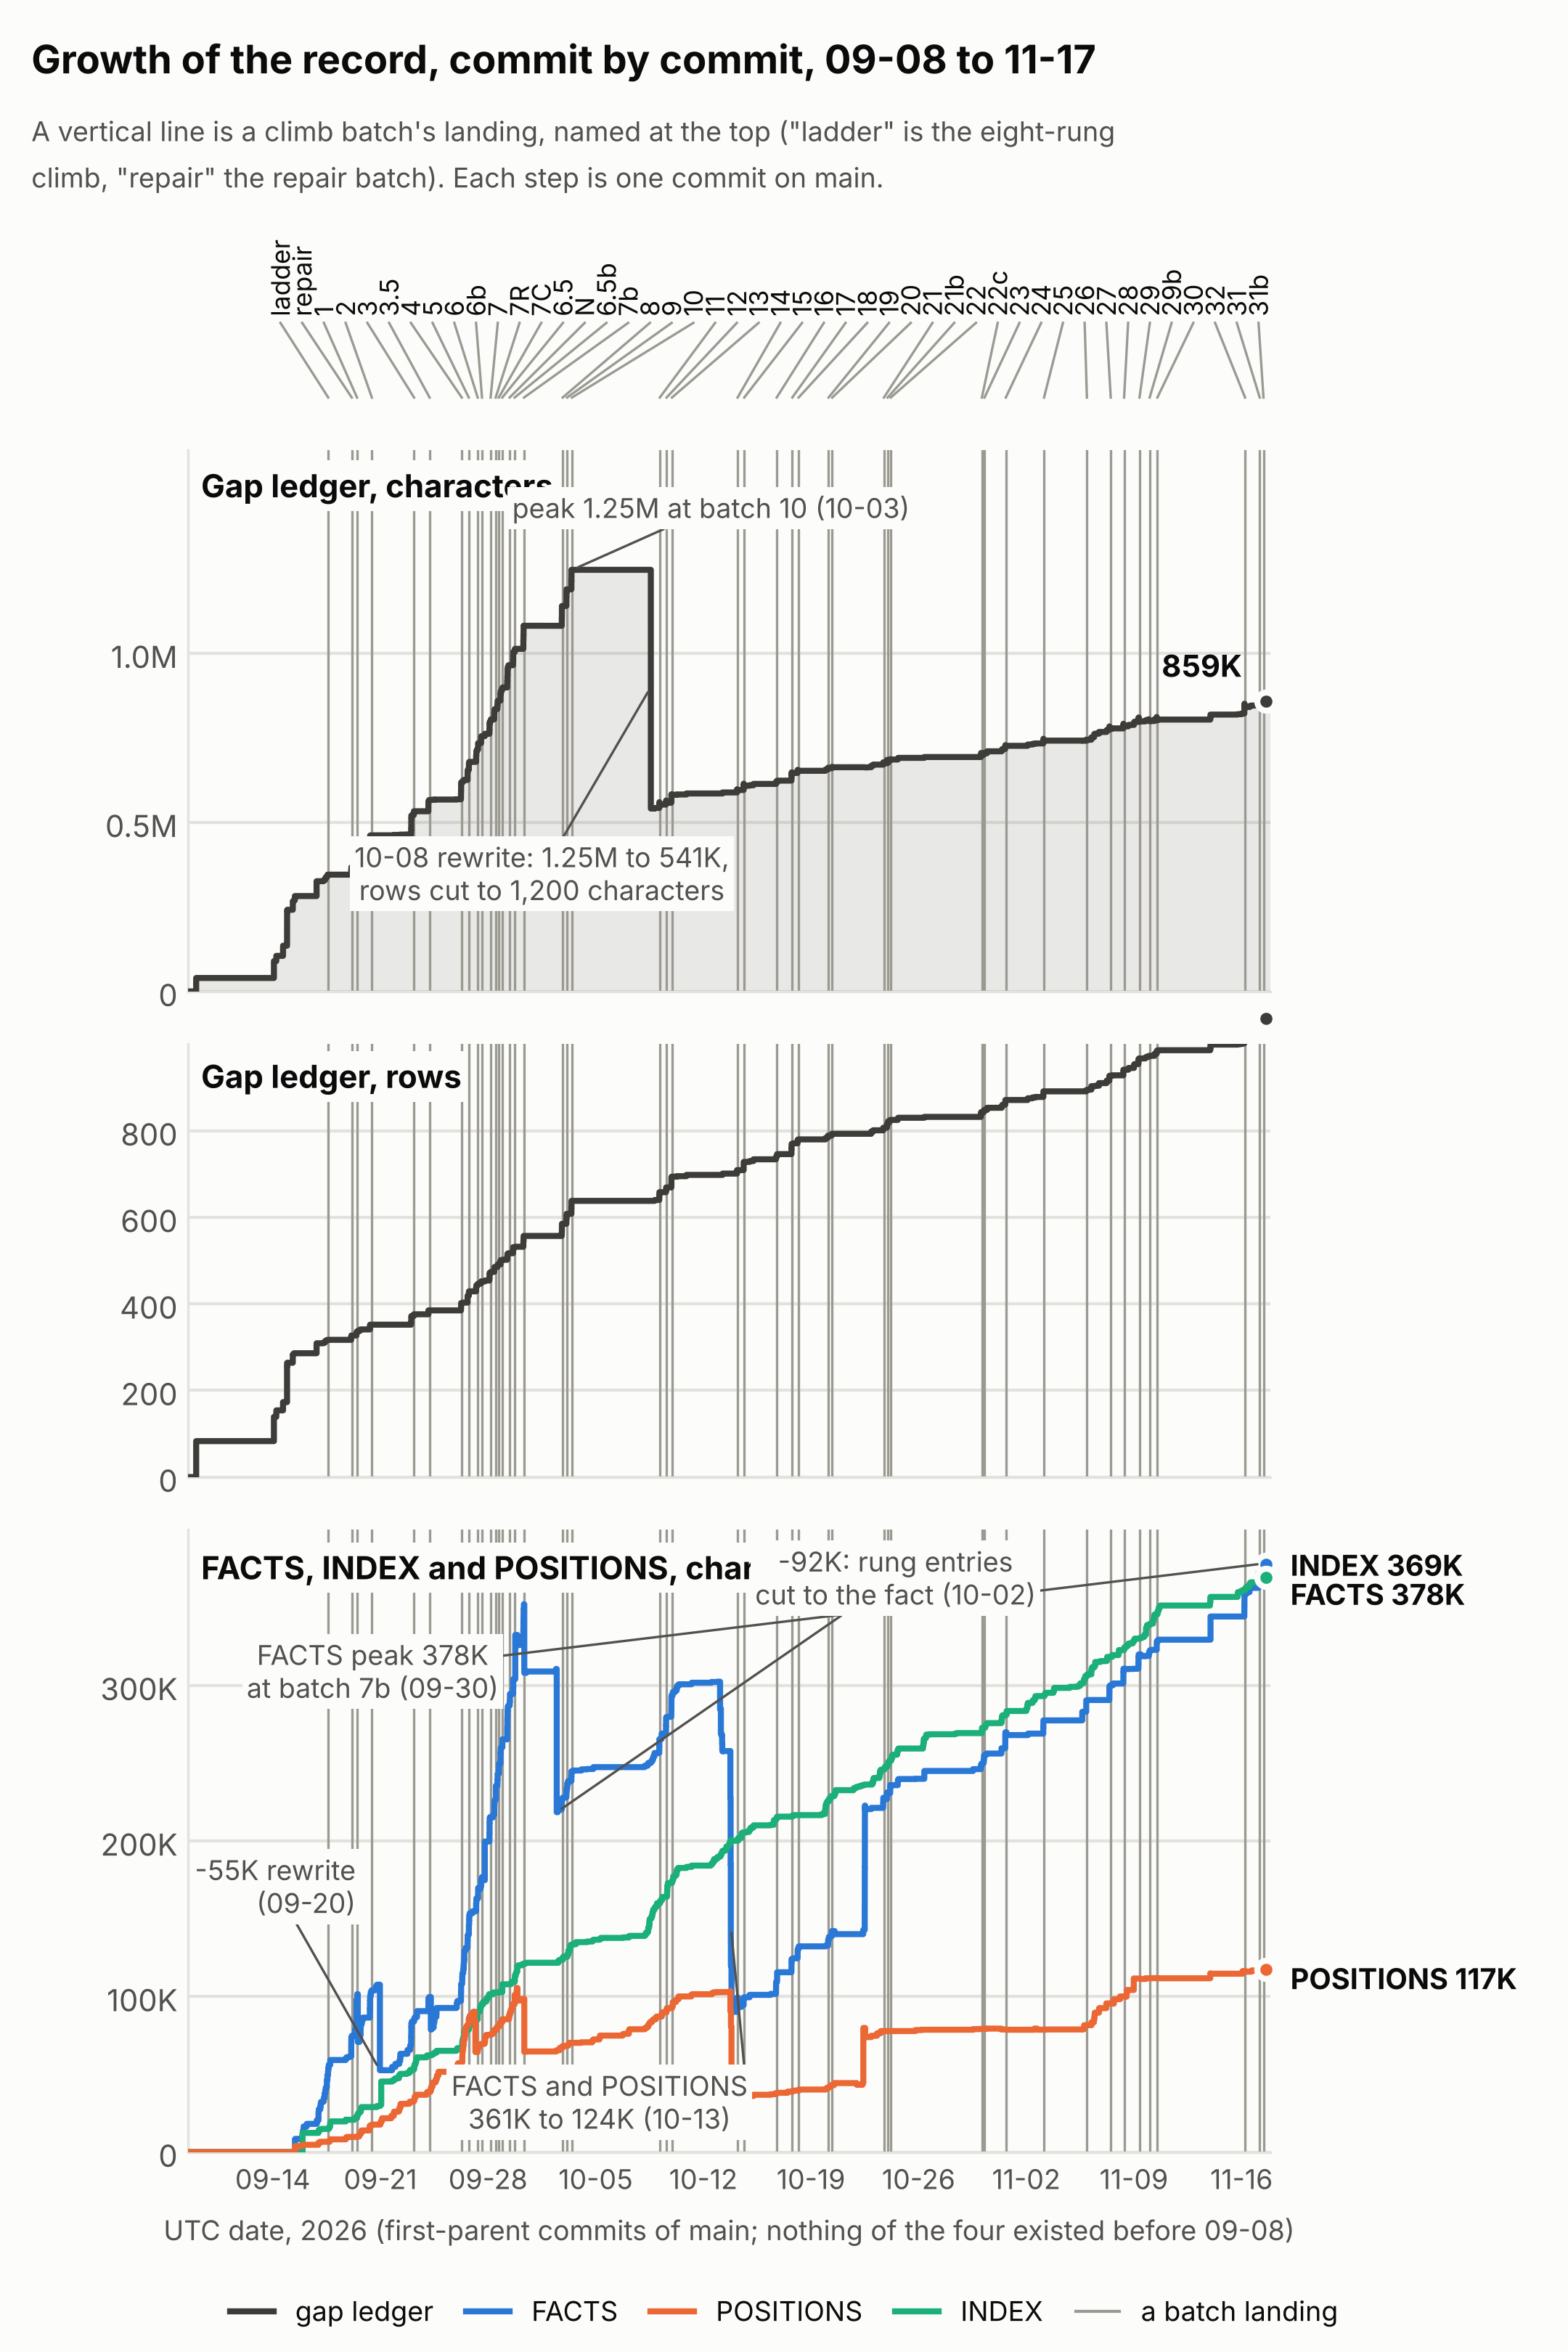 Growth of the record, commit by commit, 09-08 to 11-17
A vertical line is a climb batch's landing, named at the top ("ladder" is the eight-rung
climb, "repair" the repair batch). Each step is one commit on main.
ladder
repair
1
2
3
3.5
4
5
6
6b
7
7R
7C
6.5
N
6.5b
7b
8
9
10
11
12
13
14
15
16
17
18
19
20
21
21b
22
22c
23
24
25
26
27
28
29
29b
30
32
31
31b
Gap ledger, characters
peak 1.25M at batch 10 (10-03)
1.0M
859K
0.5M
10-08 rewrite: 1.25M to 541K,
rows cut to 1,200 characters
0
Gap ledger, rows
800
600
400
200
0
FACTS, INDEX and POSITIONS, char
-92K: rung entries
cut to the fact (10-02)
INDEX 369K
FACTS 378K
FACTS peak 378K
at batch 7b (09-30)
300K
200K
-55K rewrite
(09-20)
100K
POSITIONS 117K
FACTS and POSITIONS
361K to 124K (10-13)
0
09-14 09-21 09-28 10-05 10-12 10-19 10-26 11-02 11-09 11-16
UTC date, 2026 (first-parent commits of main; nothing of the four existed before 09-08)
gap ledger FACTS POSITIONS INDEX a batch landing